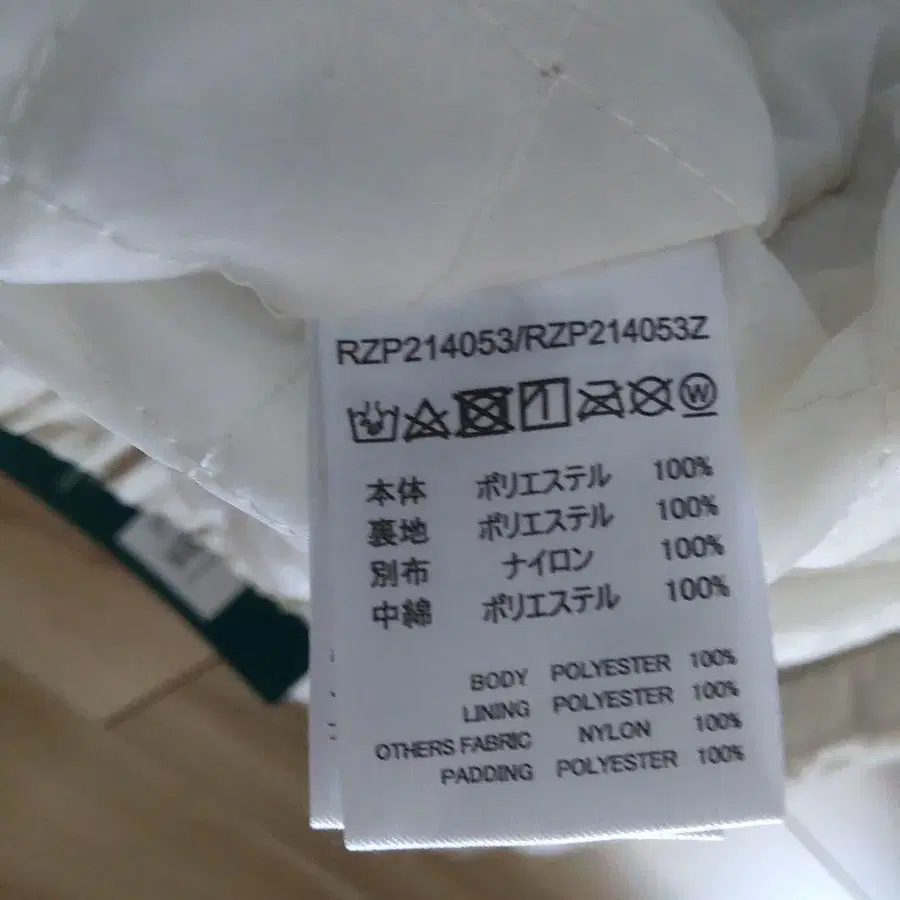 RZP214053/RZP214053Z
W
本体 ポリエステル 100%
裏地 ポリエステル 100%
別布 ナイロン 100%
中綿 ポリエステル 100%
BODY POLYESTER 100%
LINING POLYESTER 100%
OTHERS FABRIC NYLON 100%
PADDING POLYESTER 100%